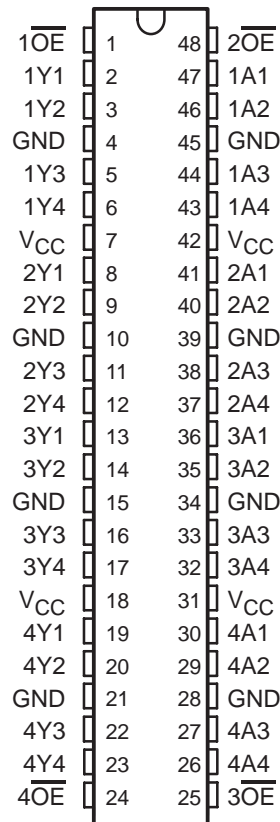 1O̅E̅ 1 48 2O̅E̅
1Y1 2 47 1A1
1Y2 3 46 1A2
GND 4 45 GND
1Y3 5 44 1A3
1Y4 6 43 1A4
VCC 7 42 VCC
2Y1 8 41 2A1
2Y2 9 40 2A2
GND 10 39 GND
2Y3 11 38 2A3
2Y4 12 37 2A4
3Y1 13 36 3A1
3Y2 14 35 3A2
GND 15 34 GND
3Y3 16 33 3A3
3Y4 17 32 3A4
VCC 18 31 VCC
4Y1 19 30 4A1
4Y2 20 29 4A2
GND 21 28 GND
4Y3 22 27 4A3
4Y4 23 26 4A4
4O̅E̅ 24 25 3O̅E̅